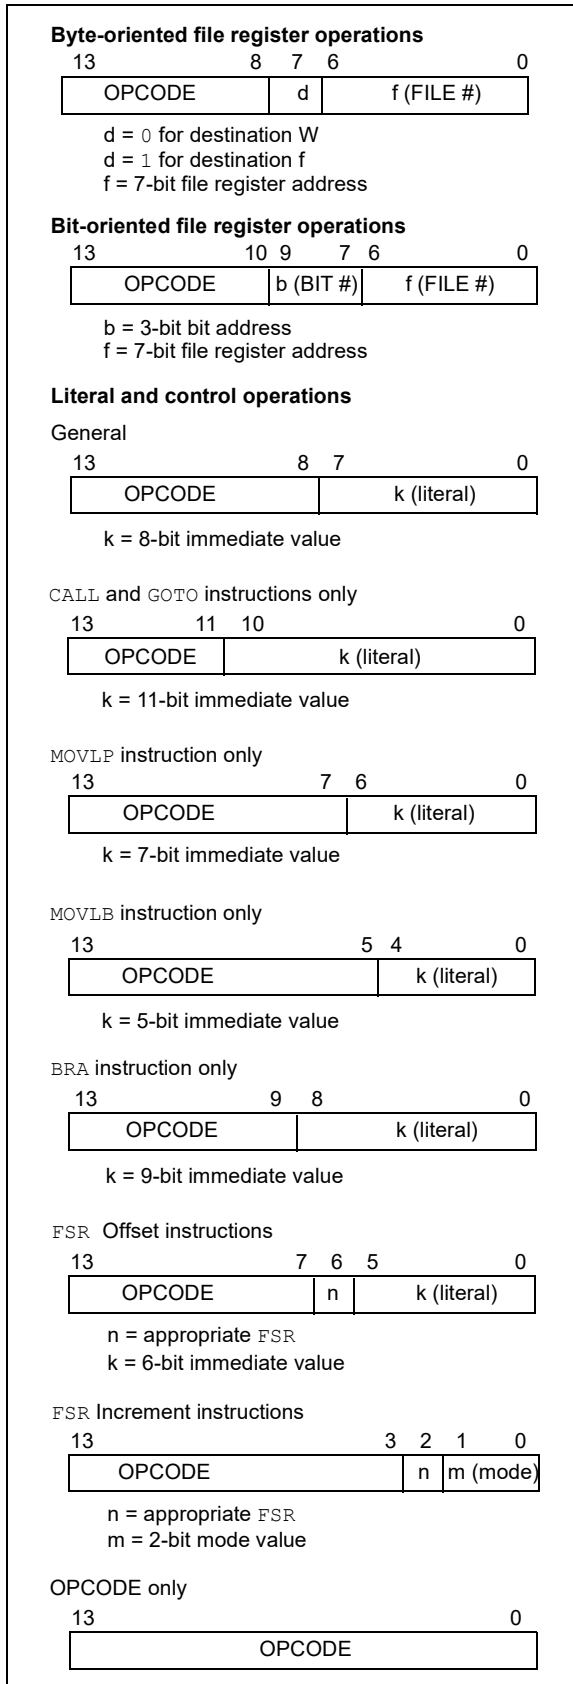 Byte-oriented file register operations
13 8 7 6 0
OPCODE d f (FILE #)
d = 0 for destination W
d = 1 for destination f
f = 7-bit file register address
Bit-oriented file register operations
13 10 9 7 6 0
OPCODE b (BIT #) f (FILE #)
b = 3-bit bit address
f = 7-bit file register address
Literal and control operations
General
13 8 7 0
OPCODE k (literal)
k = 8-bit immediate value
CALL and GOTO instructions only
13 11 10 0
OPCODE k (literal)
k = 11-bit immediate value
MOVLP instruction only
13 7 6 0
OPCODE k (literal)
k = 7-bit immediate value
MOVLB instruction only
13 5 4 0
OPCODE k (literal)
k = 5-bit immediate value
BRA instruction only
13 9 8 0
OPCODE k (literal)
k = 9-bit immediate value
FSR Offset instructions
13 7 6 5 0
OPCODE n k (literal)
n = appropriate FSR
k = 6-bit immediate value
FSR Increment instructions
13 3 2 1 0
OPCODE n m (mode)
n = appropriate FSR
m = 2-bit mode value
OPCODE only
13 0
OPCODE